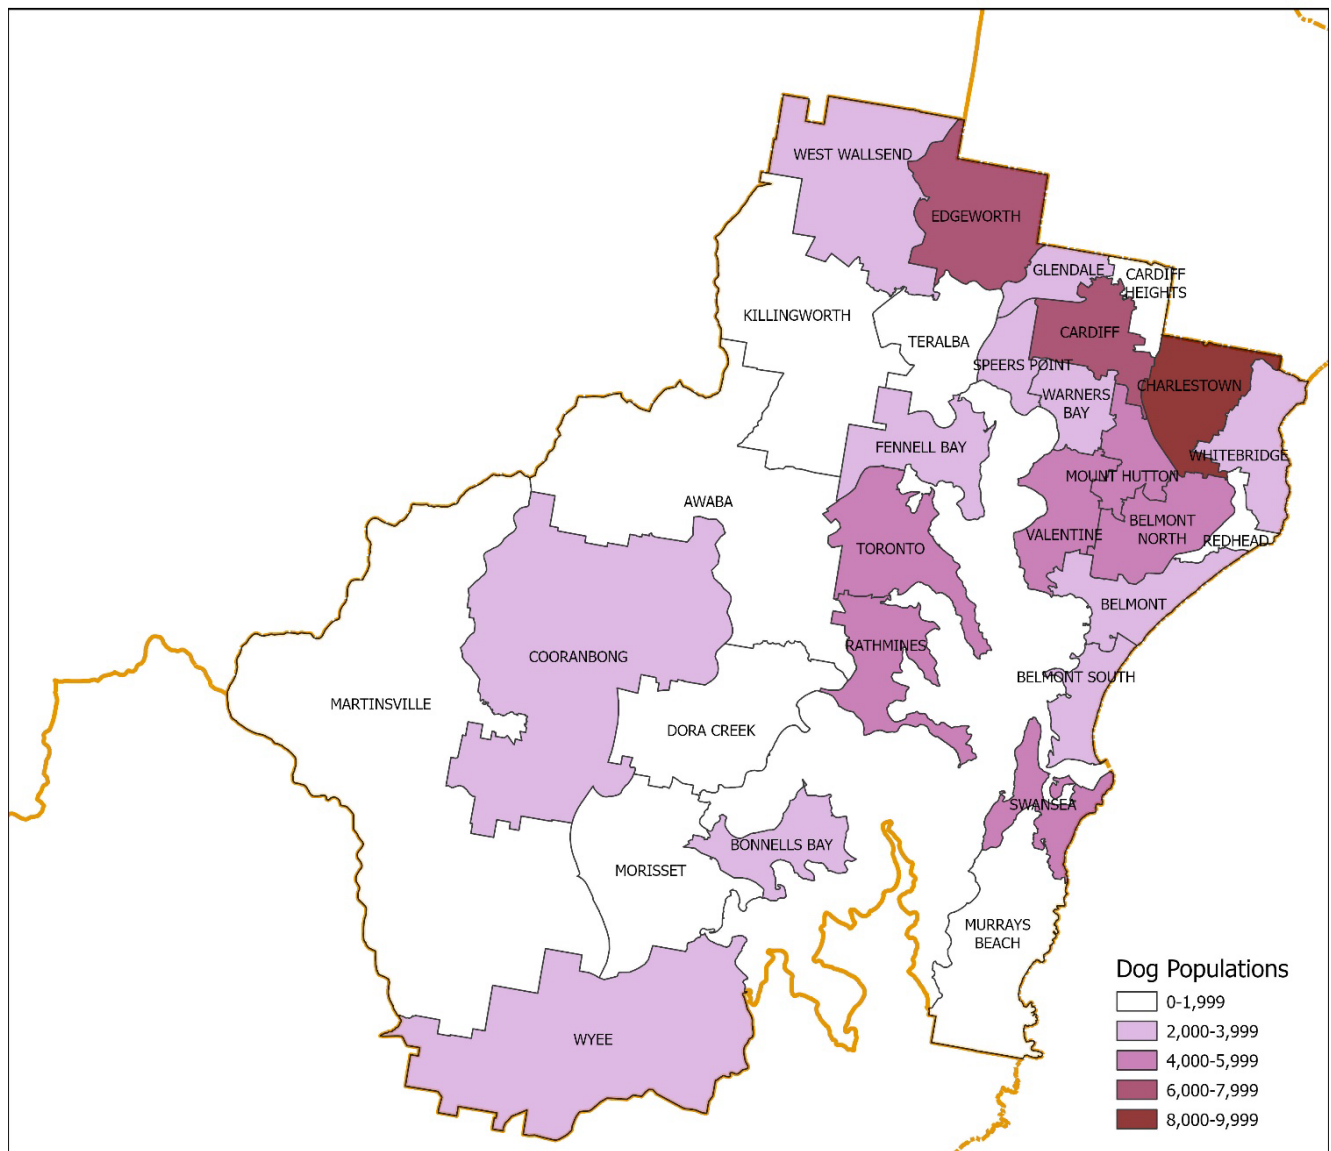 WEST WALLSEND
EDGEWORTH
GLENDALE
CARDIFF
HEIGHTS
KILLINGWORTH
TERALBA
CARDIFF
SPEERS POINT
CHARLESTOWN
WARNERS
BAY
FENNELL BAY
WHITEBRIDGE
MOUNT HUTTON
AWABA
BELMONT
NORTH
VALENTINE
REDHEAD
TORONTO
BELMONT
RATHMINES
COORANBONG
BELMONT SOUTH
MARTINSVILLE
DORA CREEK
SWANSEA
BONNELLS BAY
MORISSET
MURRAYS
BEACH
WYEE
Dog Populations
0-1,999
2,000-3,999
4,000-5,999
6,000-7,999
8,000-9,999